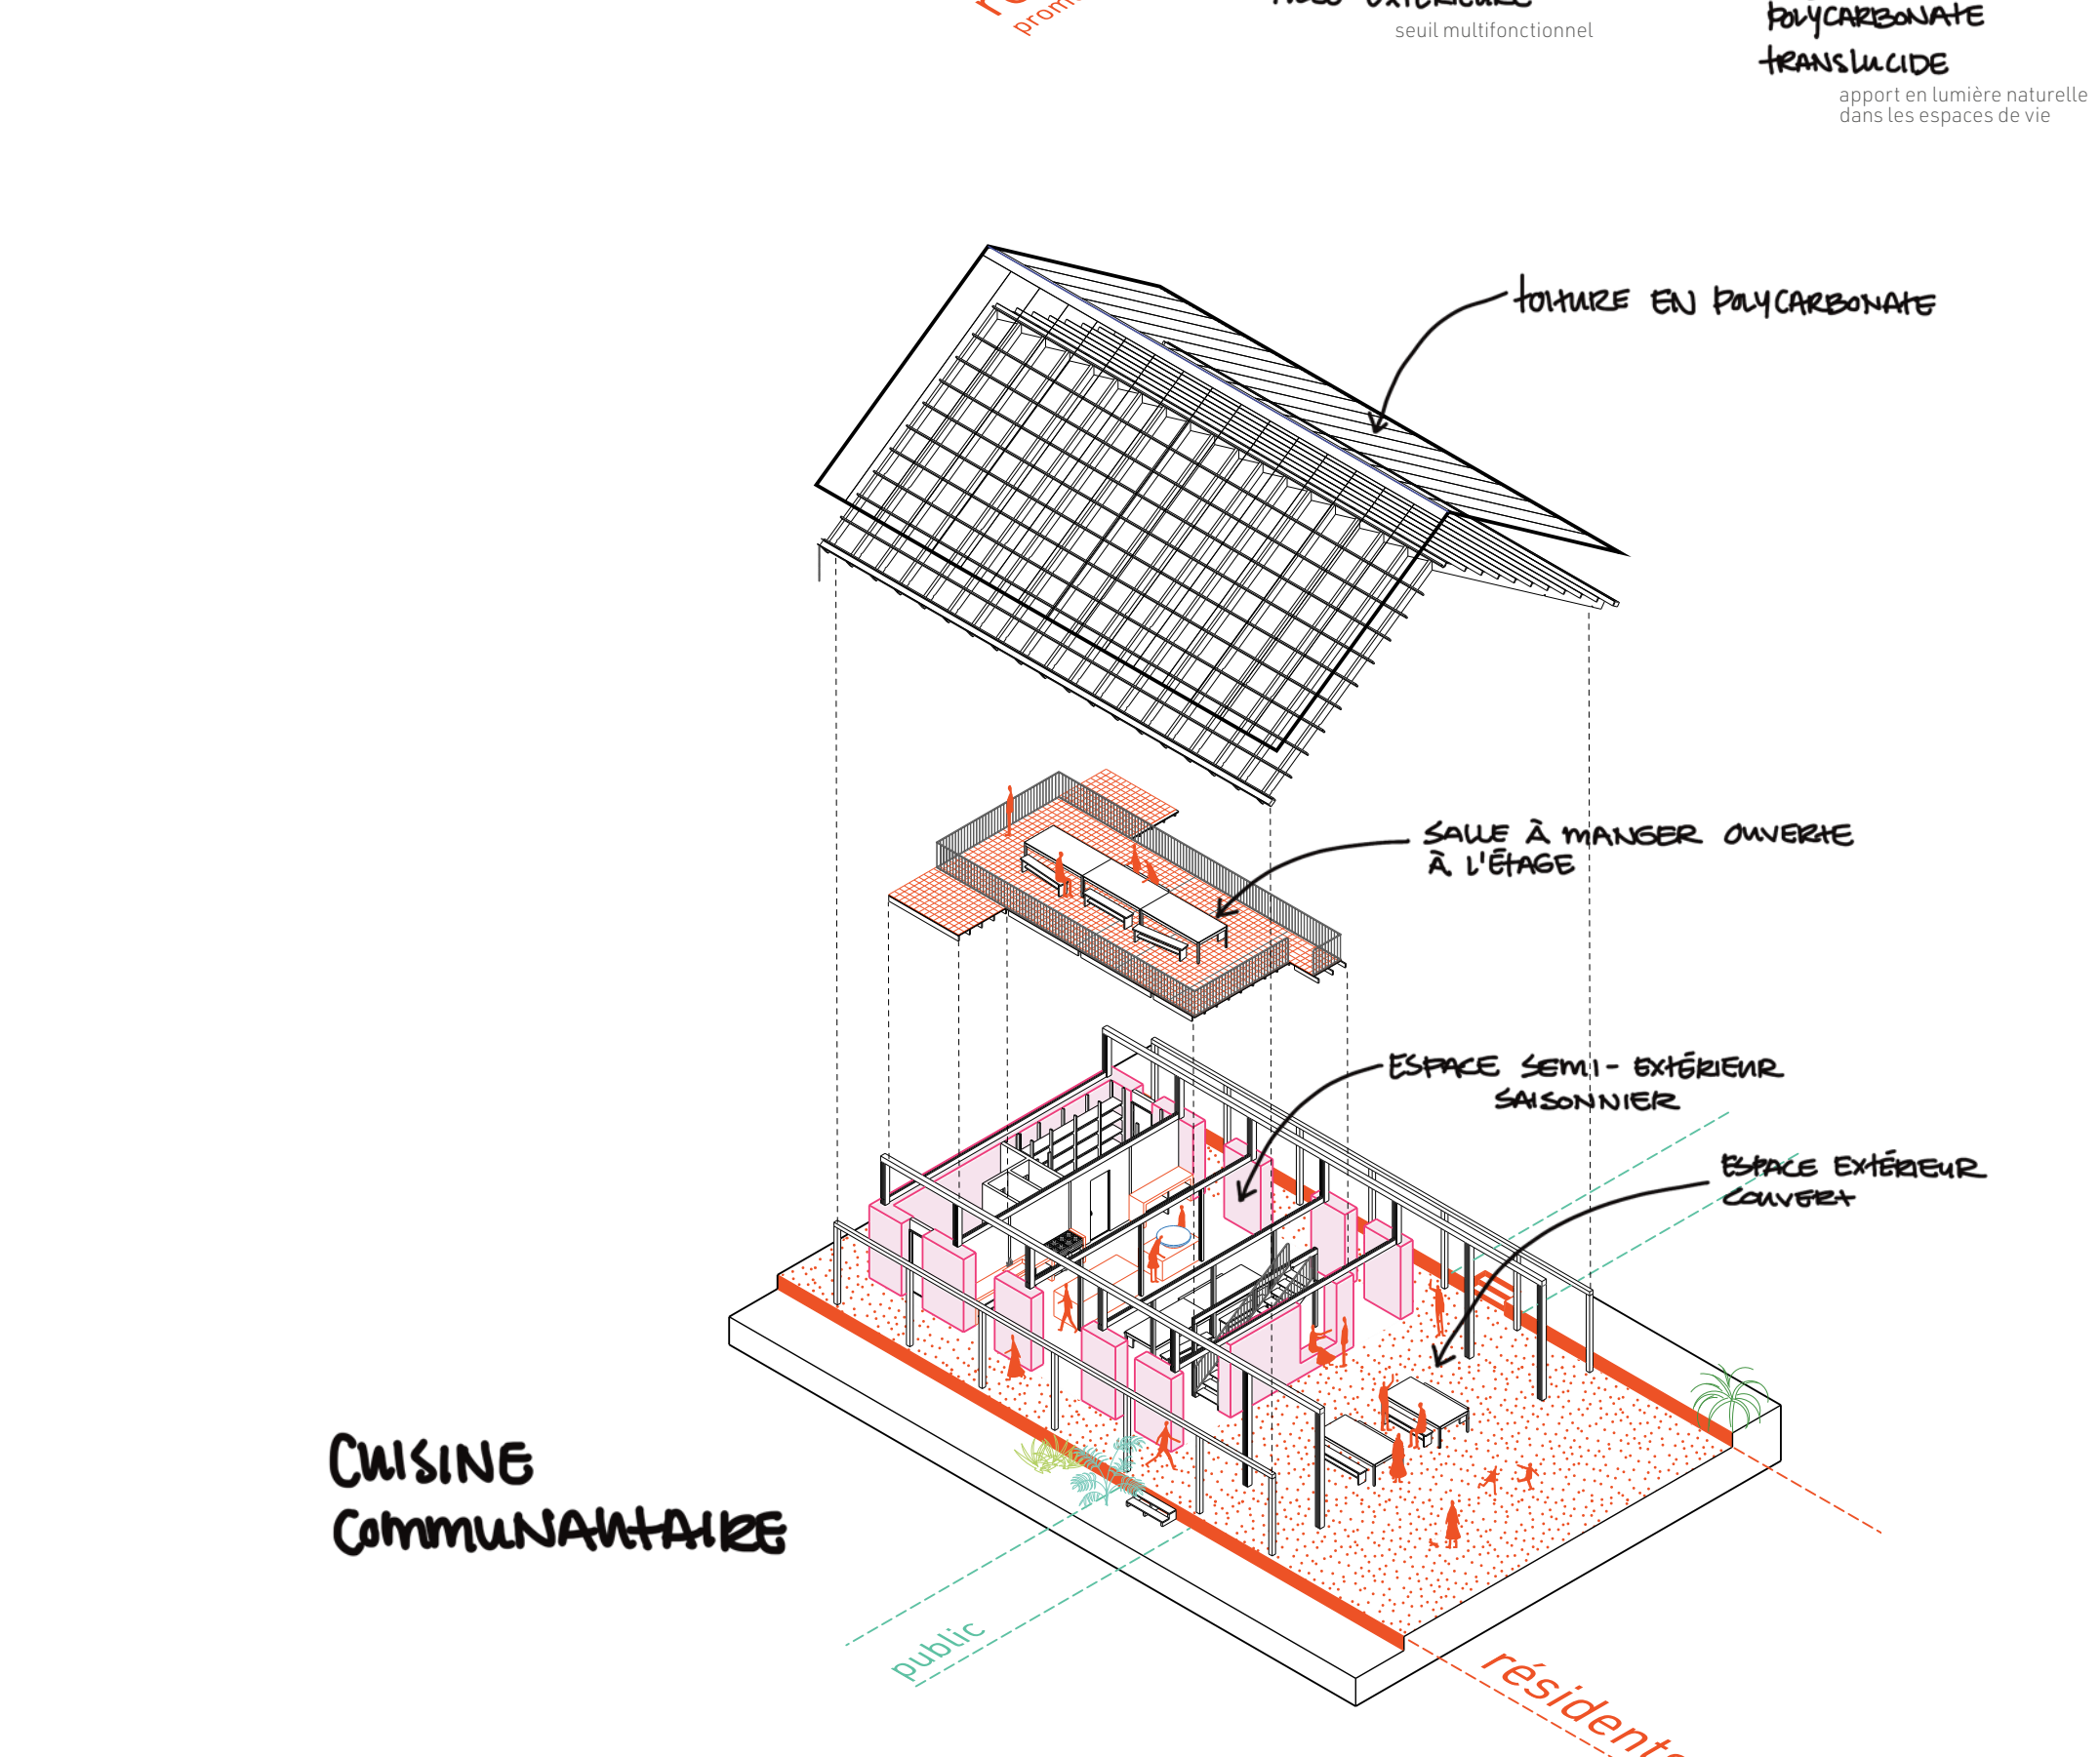 seuil multifonctionnel
POLYCARBONATE
TRANSLUCIDE
apport en lumière naturelle
dans les espaces de vie
TOITURE EN POLYCARBONATE
SALLE À MANGER OUVERTE
À L'ÉTAGE
ESPACE SEMI-EXTÉRIEUR
SAISONNIER
ESPACE EXTÉRIEUR
COUVERT
CUISINE
COMMUNAUTAIRE
public